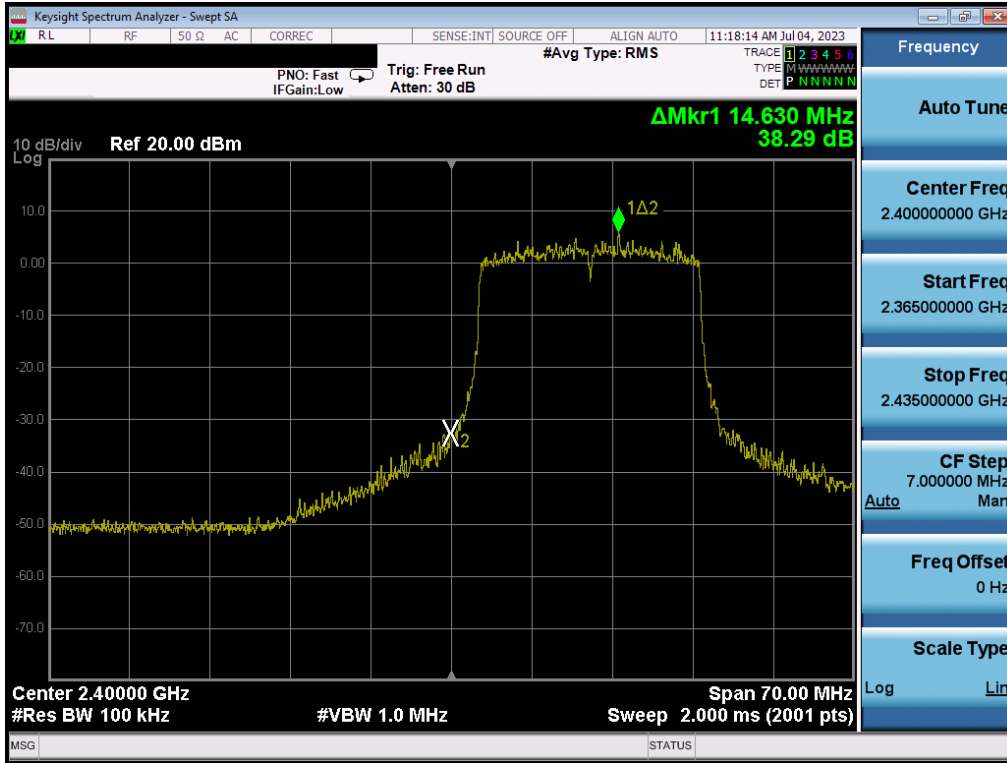 Keysight Spectrum Analyzer - Swept SA
LXI RL RF 50 Ω AC CORREC SENSE:INT SOURCE OFF ALIGN AUTO 11:18:14 AM Jul 04, 2023
#Avg Type: RMS
TRACE 1 2 3 4 5 6
TYPE M WWWWW
DET P N N N N N
PNO: Fast
IFGain:Low
Trig: Free Run
Atten: 30 dB
ΔMkr1 14.630 MHz
38.29 dB
10 dB/div Ref 20.00 dBm
Log
10.0
0.00
-10.0
-20.0
-30.0
-40.0
-50.0
-60.0
-70.0
1Δ2
X2
Center 2.40000 GHz
Span 70.00 MHz
#Res BW 100 kHz
#VBW 1.0 MHz
Sweep 2.000 ms (2001 pts)
MSG
STATUS
Frequency
Auto Tune
Center Freq
2.400000000 GHz
Start Freq
2.365000000 GHz
Stop Freq
2.435000000 GHz
CF Step
7.000000 MHz
Auto Man
Freq Offset
0 Hz
Scale Type
Log Lin